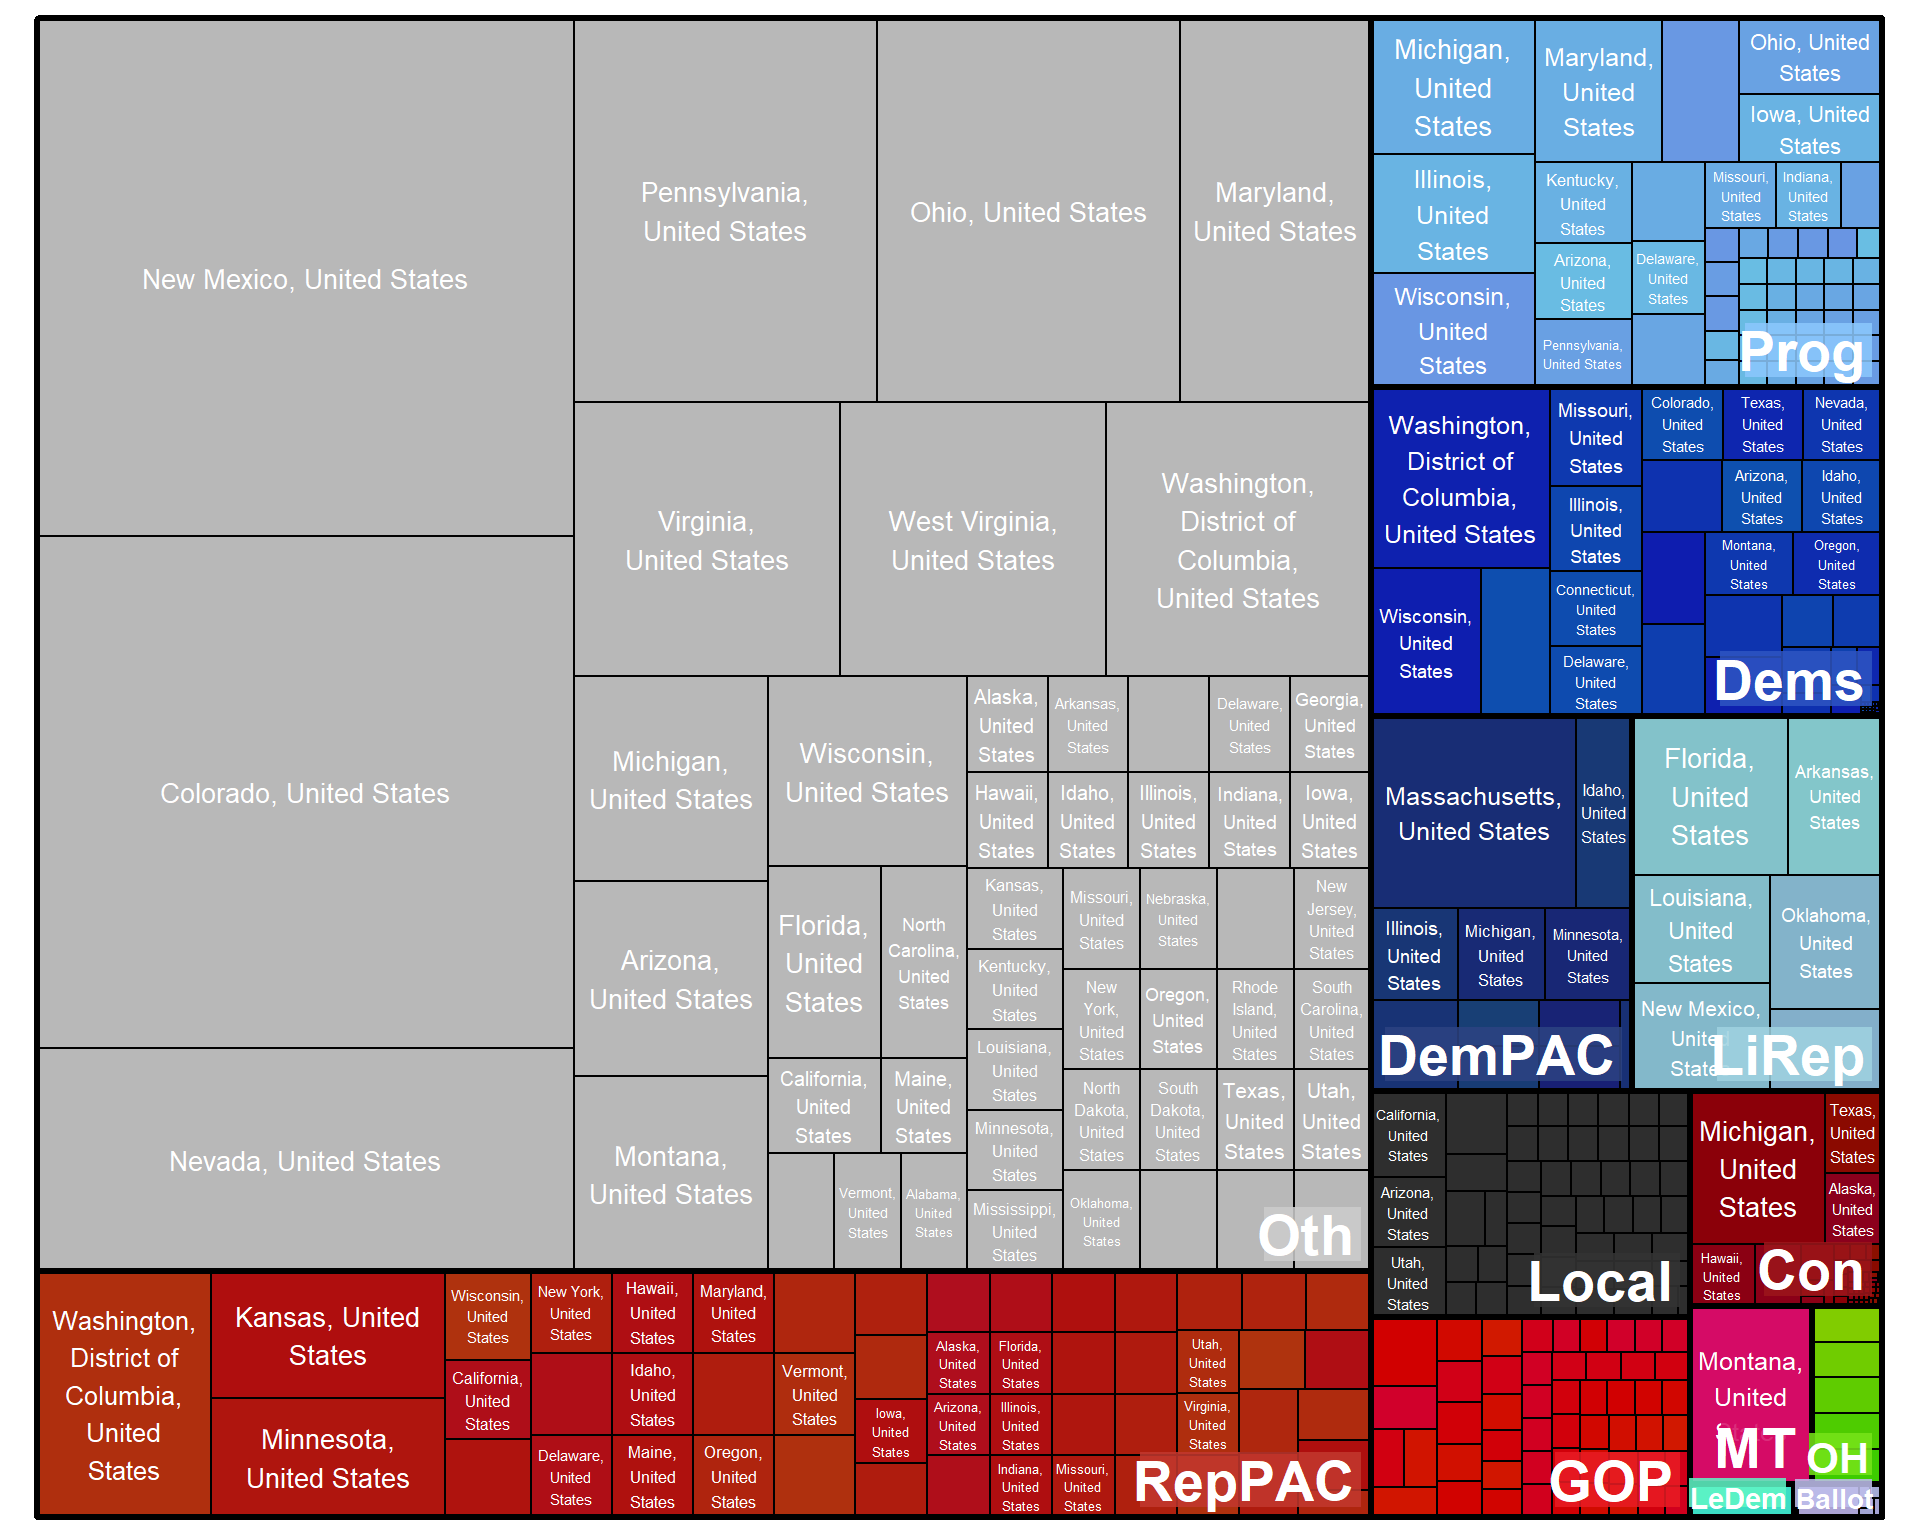 New Mexico, United States
Colorado, United States
Nevada, United States
Pennsylvania,
United States
Ohio, United States
Maryland,
United States
Virginia,
United States
West Virginia,
United States
Washington,
District of
Columbia,
United States
Michigan,
United States
Arizona,
United States
Montana,
United States
Wisconsin,
United States
Florida,
United
States
North
Carolina,
United
States
California,
United
States
Maine,
United
States
Vermont,
United
States
Alabama,
United
States
Alaska,
United
States
Arkansas,
United
States
Delaware,
United
States
Georgia,
United
States
Hawaii,
United
States
Idaho,
United
States
Illinois,
United
States
Indiana,
United
States
Iowa,
United
States
Kansas,
United
States
Kentucky,
United
States
Louisiana,
United
States
Minnesota,
United
States
Mississippi,
United
States
Missouri,
United
States
Nebraska,
United
States
New
Jersey,
United
States
New
York,
United
States
Oregon,
United
States
Rhode
Island,
United
States
South
Carolina,
United
States
North
Dakota,
United
States
South
Dakota,
United
States
Texas,
United
States
Utah,
United
States
Oklahoma,
United
States
Oth
Michigan,
United
States
Illinois,
United
States
Wisconsin,
United
States
Maryland,
United
States
Ohio, United
States
Iowa, United
States
Kentucky,
United
States
Arizona,
United
States
Pennsylvania,
United States
Delaware,
United
States
Missouri,
United
States
Indiana,
United
States
Prog
Washington,
District of
Columbia,
United States
Wisconsin,
United
States
Missouri,
United
States
Illinois,
United
States
Connecticut,
United
States
Delaware,
United
States
Colorado,
United
States
Texas,
United
States
Nevada,
United
States
Arizona,
United
States
Idaho,
United
States
Montana,
United
States
Oregon,
United
States
Dems
Massachusetts,
United States
Idaho,
United
States
Illinois,
United
States
Michigan,
United
States
Minnesota,
United
States
DemPAC
Florida,
United
States
Arkansas,
United
States
Louisiana,
United
States
Oklahoma,
United
States
New Mexico,
United
States
LiRep
California,
United
States
Arizona,
United
States
Utah,
United
States
Local
Michigan,
United
States
Texas,
United
States
Alaska,
United
States
Hawaii,
United
States
Con
Washington,
District of
Columbia,
United
States
Kansas, United
States
Minnesota,
United States
Wisconsin,
United
States
California,
United
States
New York,
United
States
Delaware,
United
States
Hawaii,
United
States
Idaho,
United
States
Maine,
United
States
Maryland,
United
States
Oregon,
United
States
Vermont,
United
States
Iowa,
United
States
Alaska,
United
States
Arizona,
United
States
Florida,
United
States
Illinois,
United
States
Indiana,
United
States
Missouri,
United
States
Utah,
United
States
Virginia,
United
States
RepPAC
GOP
Montana,
United
States
MT
OH
LeDem
Ballot